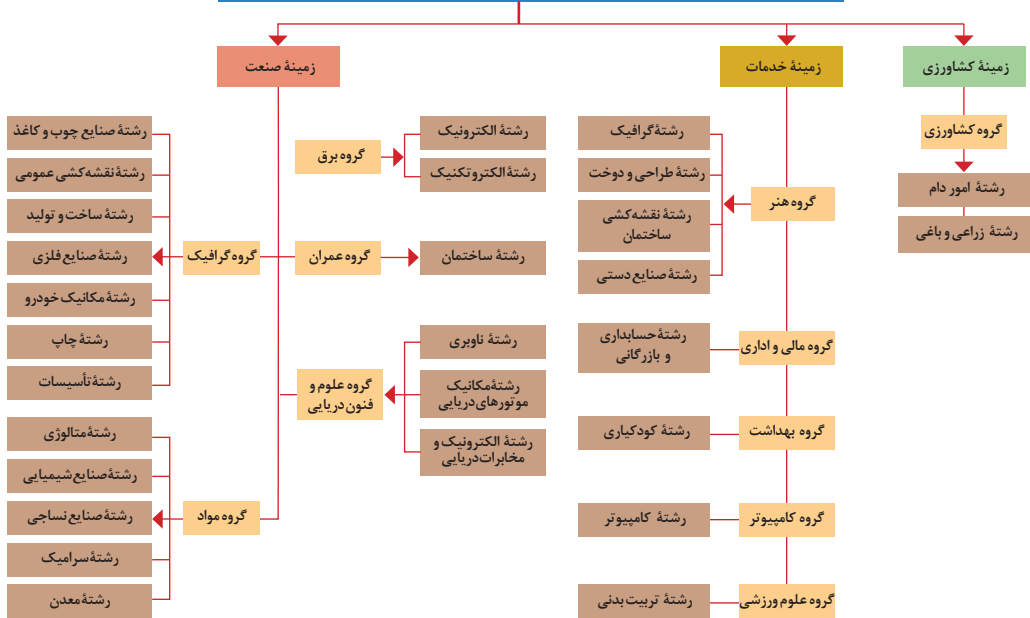 زمینهٔ کشاورزی
گروه کشاورزی
رشتهٔ امور دام
رشتهٔ زراعی و باغی
زمینهٔ خدمات
گروه هنر
رشتهٔ گرافیک
رشتهٔ طراحی و دوخت
رشتهٔ نقشه‌کشی
ساختمان
رشتهٔ صنایع دستی
گروه مالی و اداری
رشتهٔ حسابداری
و بازرگانی
گروه بهداشت
رشتهٔ کودکیاری
گروه کامپیوتر
رشتهٔ کامپیوتر
گروه علوم ورزشی
رشتهٔ تربیت بدنی
زمینهٔ صنعت
گروه برق
رشتهٔ الکترونیک
رشتهٔ الکتروتکنیک
گروه عمران
رشتهٔ ساختمان
گروه علوم و
فنون دریایی
رشتهٔ ناوبری
رشتهٔ مکانیک
موتورهای دریایی
رشتهٔ الکترونیک و
مخابرات دریایی
گروه گرافیک
رشتهٔ صنایع چوب و کاغذ
رشتهٔ نقشه‌کشی عمومی
رشتهٔ ساخت و تولید
رشتهٔ صنایع فلزی
رشتهٔ مکانیک خودرو
رشتهٔ چاپ
رشتهٔ تأسیسات
گروه مواد
رشتهٔ متالوژی
رشتهٔ صنایع شیمیایی
رشتهٔ صنایع نساجی
رشتهٔ سرامیک
رشتهٔ معدن